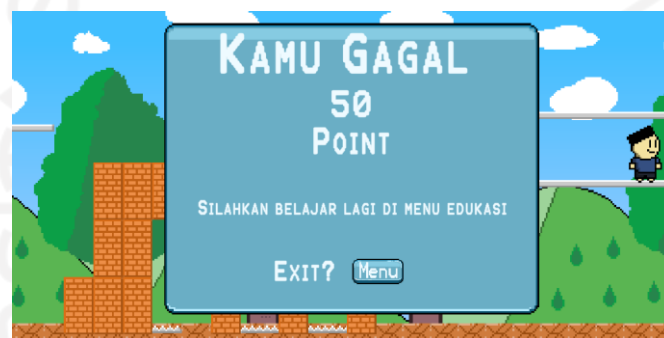 KAMU GAGAL
50
POINT
SILAHKAN BELAJAR LAGI DI MENU EDUKASI
EXIT? Menu